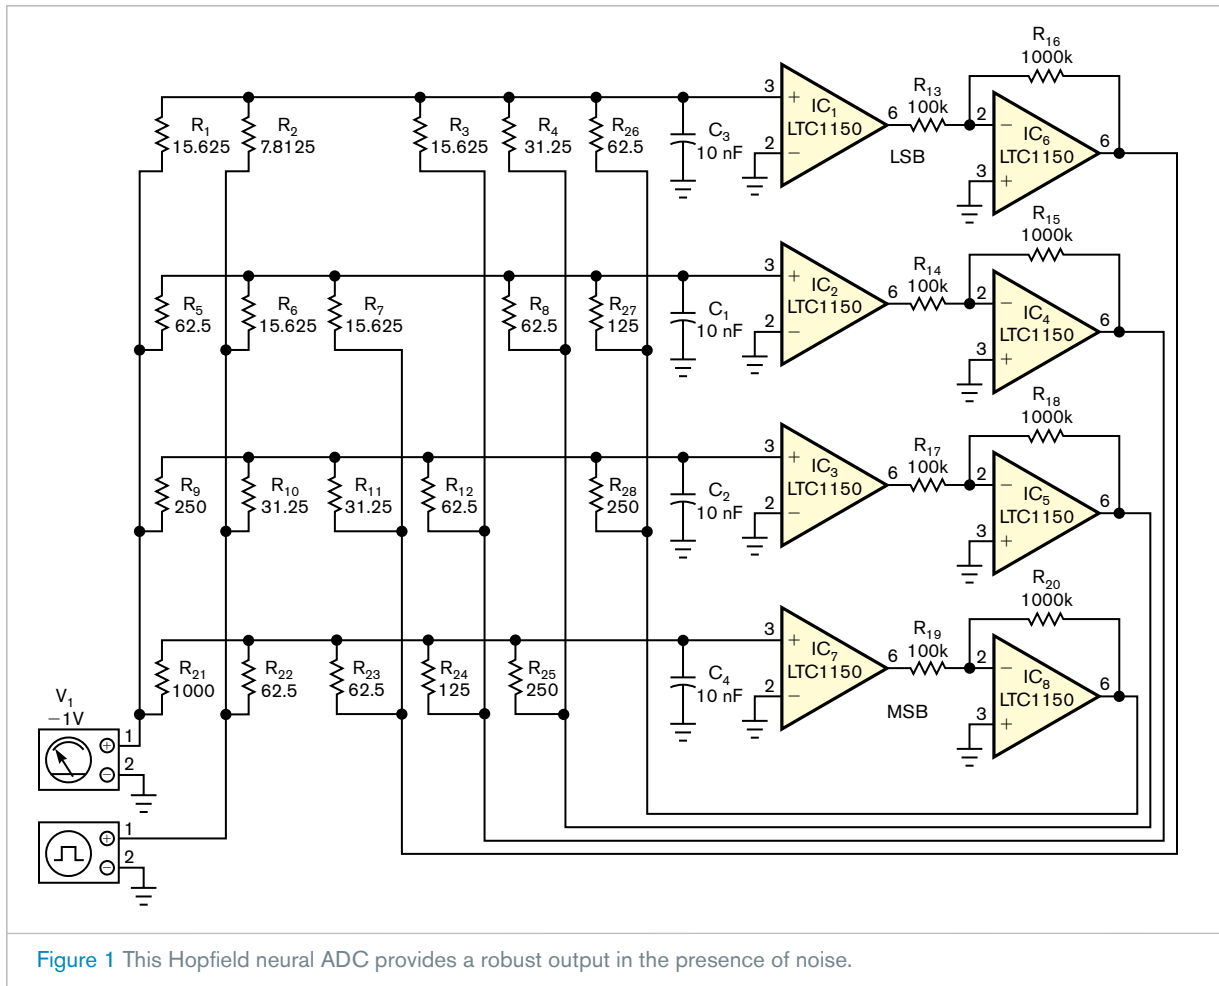 R16
1000k
3
+
IC1
LTC1150
2
−
6
R13
100k
LSB
2
−
IC6
LTC1150
3
+
6
R1
15.625
R2
7.8125
R3
15.625
R4
31.25
R26
62.5
C3
10 nF
R15
1000k
3
+
IC2
LTC1150
2
−
6
R14
100k
2
−
IC4
LTC1150
3
+
6
R5
62.5
R6
15.625
R7
15.625
R8
62.5
R27
125
C1
10 nF
R18
1000k
3
+
IC3
LTC1150
2
−
6
R17
100k
2
−
IC5
LTC1150
3
+
6
R9
250
R10
31.25
R11
31.25
R12
62.5
R28
250
C2
10 nF
R20
1000k
3
+
IC7
LTC1150
2
−
6
R19
100k
MSB
2
−
IC8
LTC1150
3
+
6
R21
1000
R22
62.5
R23
62.5
R24
125
R25
250
C4
10 nF
V1
−1V
+
1
−
2
+
1
−
2
Figure 1 This Hopfield neural ADC provides a robust output in the presence of noise.